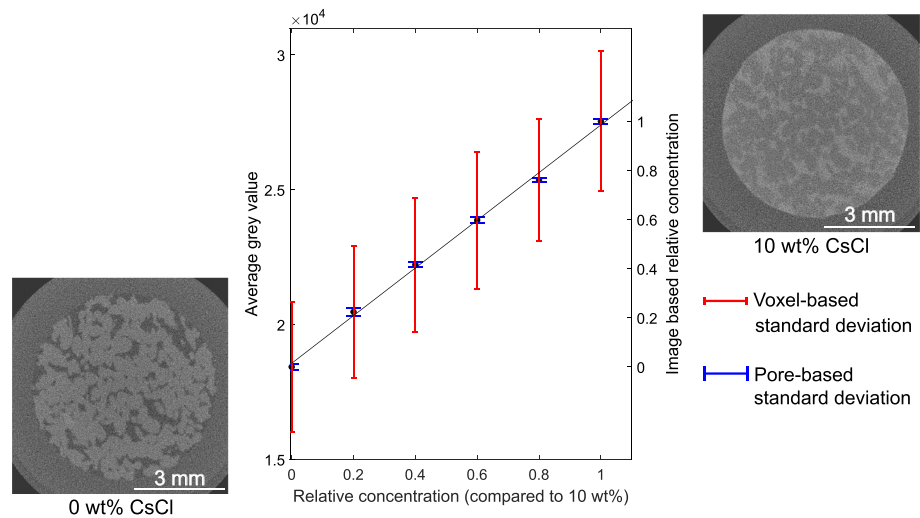 ×10⁴
3
2.5
2
1.5
Average grey value
0
0.2
0.4
0.6
0.8
1
Relative concentration (compared to 10 wt%)
1
0.8
0.6
0.4
0.2
0
Image based relative concentration
3 mm
0 wt% CsCl
3 mm
10 wt% CsCl
Voxel-based
standard deviation
Pore-based
standard deviation